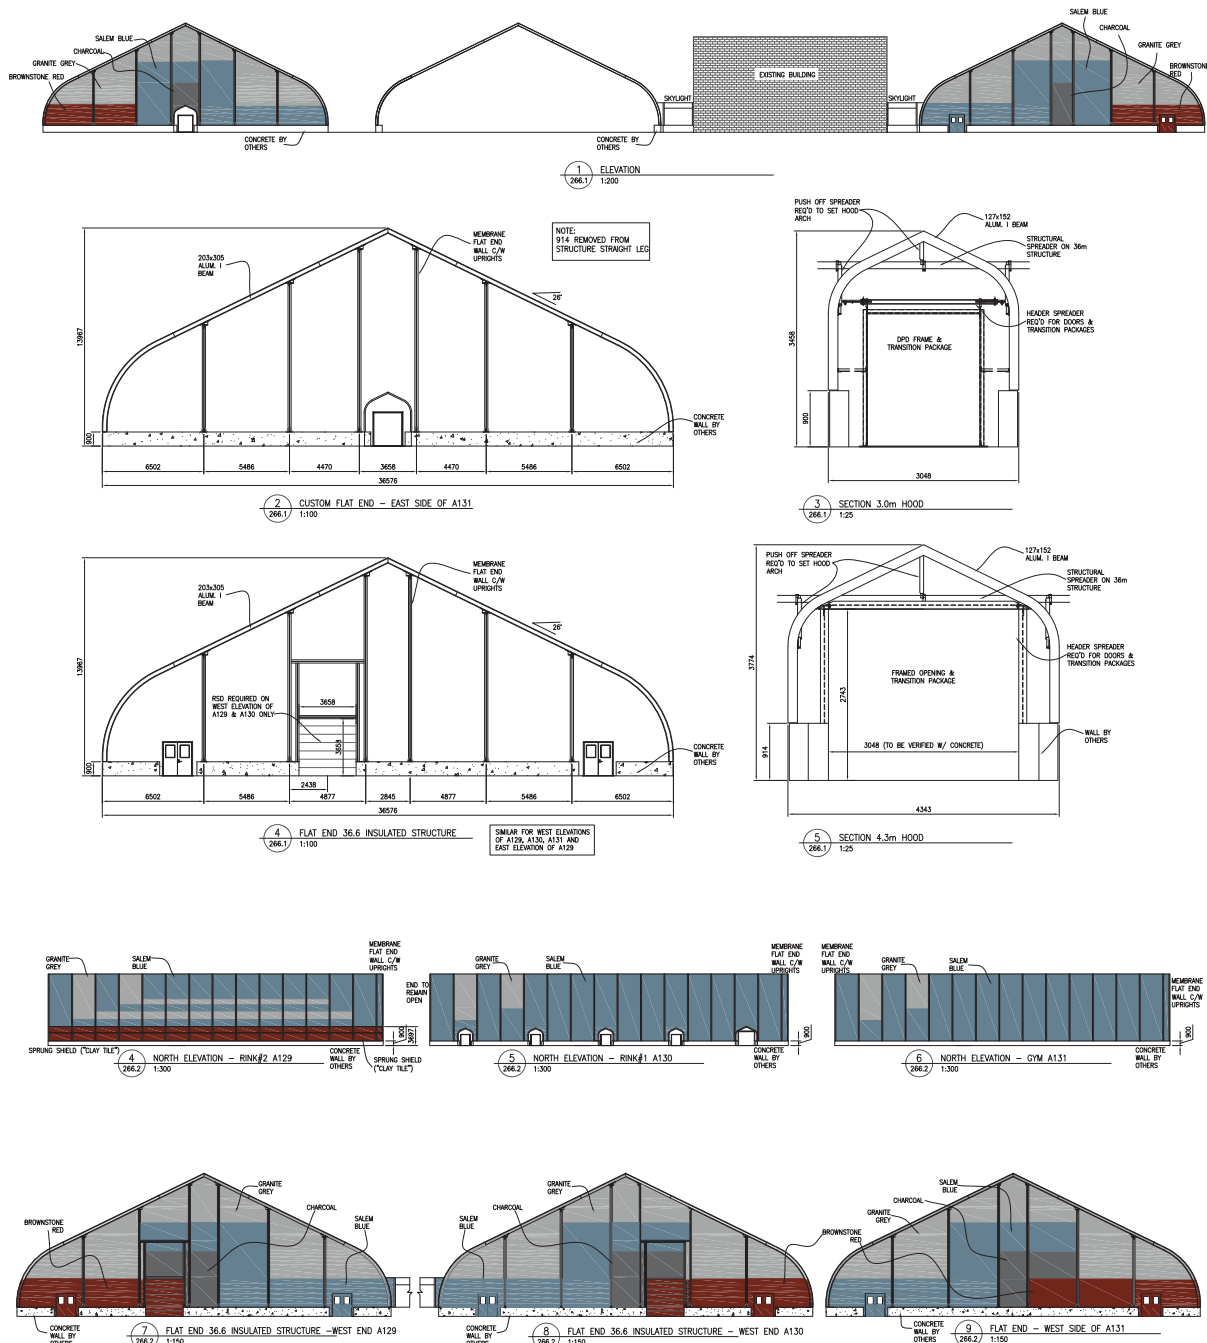 SALEM BLUE
CHARCOAL
GRANITE GREY
BROWNSTONE RED
CONCRETE BY
OTHERS
CONCRETE BY
OTHERS
SKYLIGHT
EXISTING BUILDING
SKYLIGHT
SALEM BLUE
CHARCOAL
GRANITE GREY
BROWNSTONE
RED
1
266.1
ELEVATION
1:200
13967
203x305
ALUM. I
BEAM
MEMBRANE
FLAT END
WALL C/W
UPRIGHTS
NOTE:
914 REMOVED FROM
STRUCTURE STRAIGHT LEG
26°
900
CONCRETE
WALL BY
OTHERS
6502
5486
4470
3658
4470
5486
6502
36576
2
266.1
CUSTOM FLAT END – EAST SIDE OF A131
1:100
PUSH OFF SPREADER
REQ'D TO SET HOOD
ARCH
127x152
ALUM. I BEAM
STRUCTURAL
SPREADER ON 36m
STRUCTURE
HEADER SPREADER
REQ'D FOR DOORS &
TRANSITION PACKAGES
DPD FRAME &
TRANSITION PACKAGE
3458
900
3048
3
266.1
SECTION 3.0m HOOD
1:25
13967
203x305
ALUM. I
BEAM
MEMBRANE
FLAT END
WALL C/W
UPRIGHTS
26°
RSD REQUIRED ON
WEST ELEVATION OF
A129 & A130 ONLY
3658
3658
900
CONCRETE
WALL BY
OTHERS
2438
6502
5486
4877
2845
4877
5486
6502
36576
4
266.1
FLAT END 36.6 INSULATED STRUCTURE
1:100
SIMILAR FOR WEST ELEVATIONS
OF A129, A130, A131 AND
EAST ELEVATION OF A129
PUSH OFF SPREADER
REQ'D TO SET HOOD
ARCH
127x152
ALUM. I BEAM
STRUCTURAL
SPREADER ON 36m
STRUCTURE
HEADER SPREADER
REQ'D FOR DOORS &
TRANSITION PACKAGES
FRAMED OPENING &
TRANSITION PACKAGE
3774
2743
914
3048 (TO BE VERIFIED W/ CONCRETE)
WALL BY
OTHERS
4343
5
266.1
SECTION 4.3m HOOD
1:25
GRANITE
GREY
SALEM
BLUE
MEMBRANE
FLAT END
WALL C/W
UPRIGHTS
900
3697
SPRUNG SHIELD ("CLAY TILE")
CONCRETE
WALL BY
OTHERS
SPRUNG SHIELD
("CLAY TILE")
4
266.2
NORTH ELEVATION – RINK#2 A129
1:300
END TO
REMAIN
OPEN
GRANITE
GREY
SALEM
BLUE
MEMBRANE
FLAT END
WALL C/W
UPRIGHTS
900
CONCRETE
WALL BY
OTHERS
5
266.2
NORTH ELEVATION – RINK#1 A130
1:300
MEMBRANE
FLAT END
WALL C/W
UPRIGHTS
GRANITE
GREY
SALEM
BLUE
MEMBRANE
FLAT END
WALL C/W
UPRIGHTS
900
CONCRETE
WALL BY
OTHERS
6
266.2
NORTH ELEVATION – GYM A131
1:300
BROWNSTONE
RED
GRANITE
GREY
CHARCOAL
SALEM
BLUE
CONCRETE
WALL BY
OTHERS
7
266.2
FLAT END 36.6 INSULATED STRUCTURE –WEST END A129
1:150
SALEM
BLUE
CHARCOAL
GRANITE
GREY
BROWNSTONE
RED
CONCRETE
WALL BY
OTHERS
8
266.2
FLAT END 36.6 INSULATED STRUCTURE – WEST END A130
1:150
SALEM
BLUE
CHARCOAL
GRANITE
GREY
CONCRETE
WALL BY
OTHERS
9
266.2
FLAT END – WEST SIDE OF A131
1:150